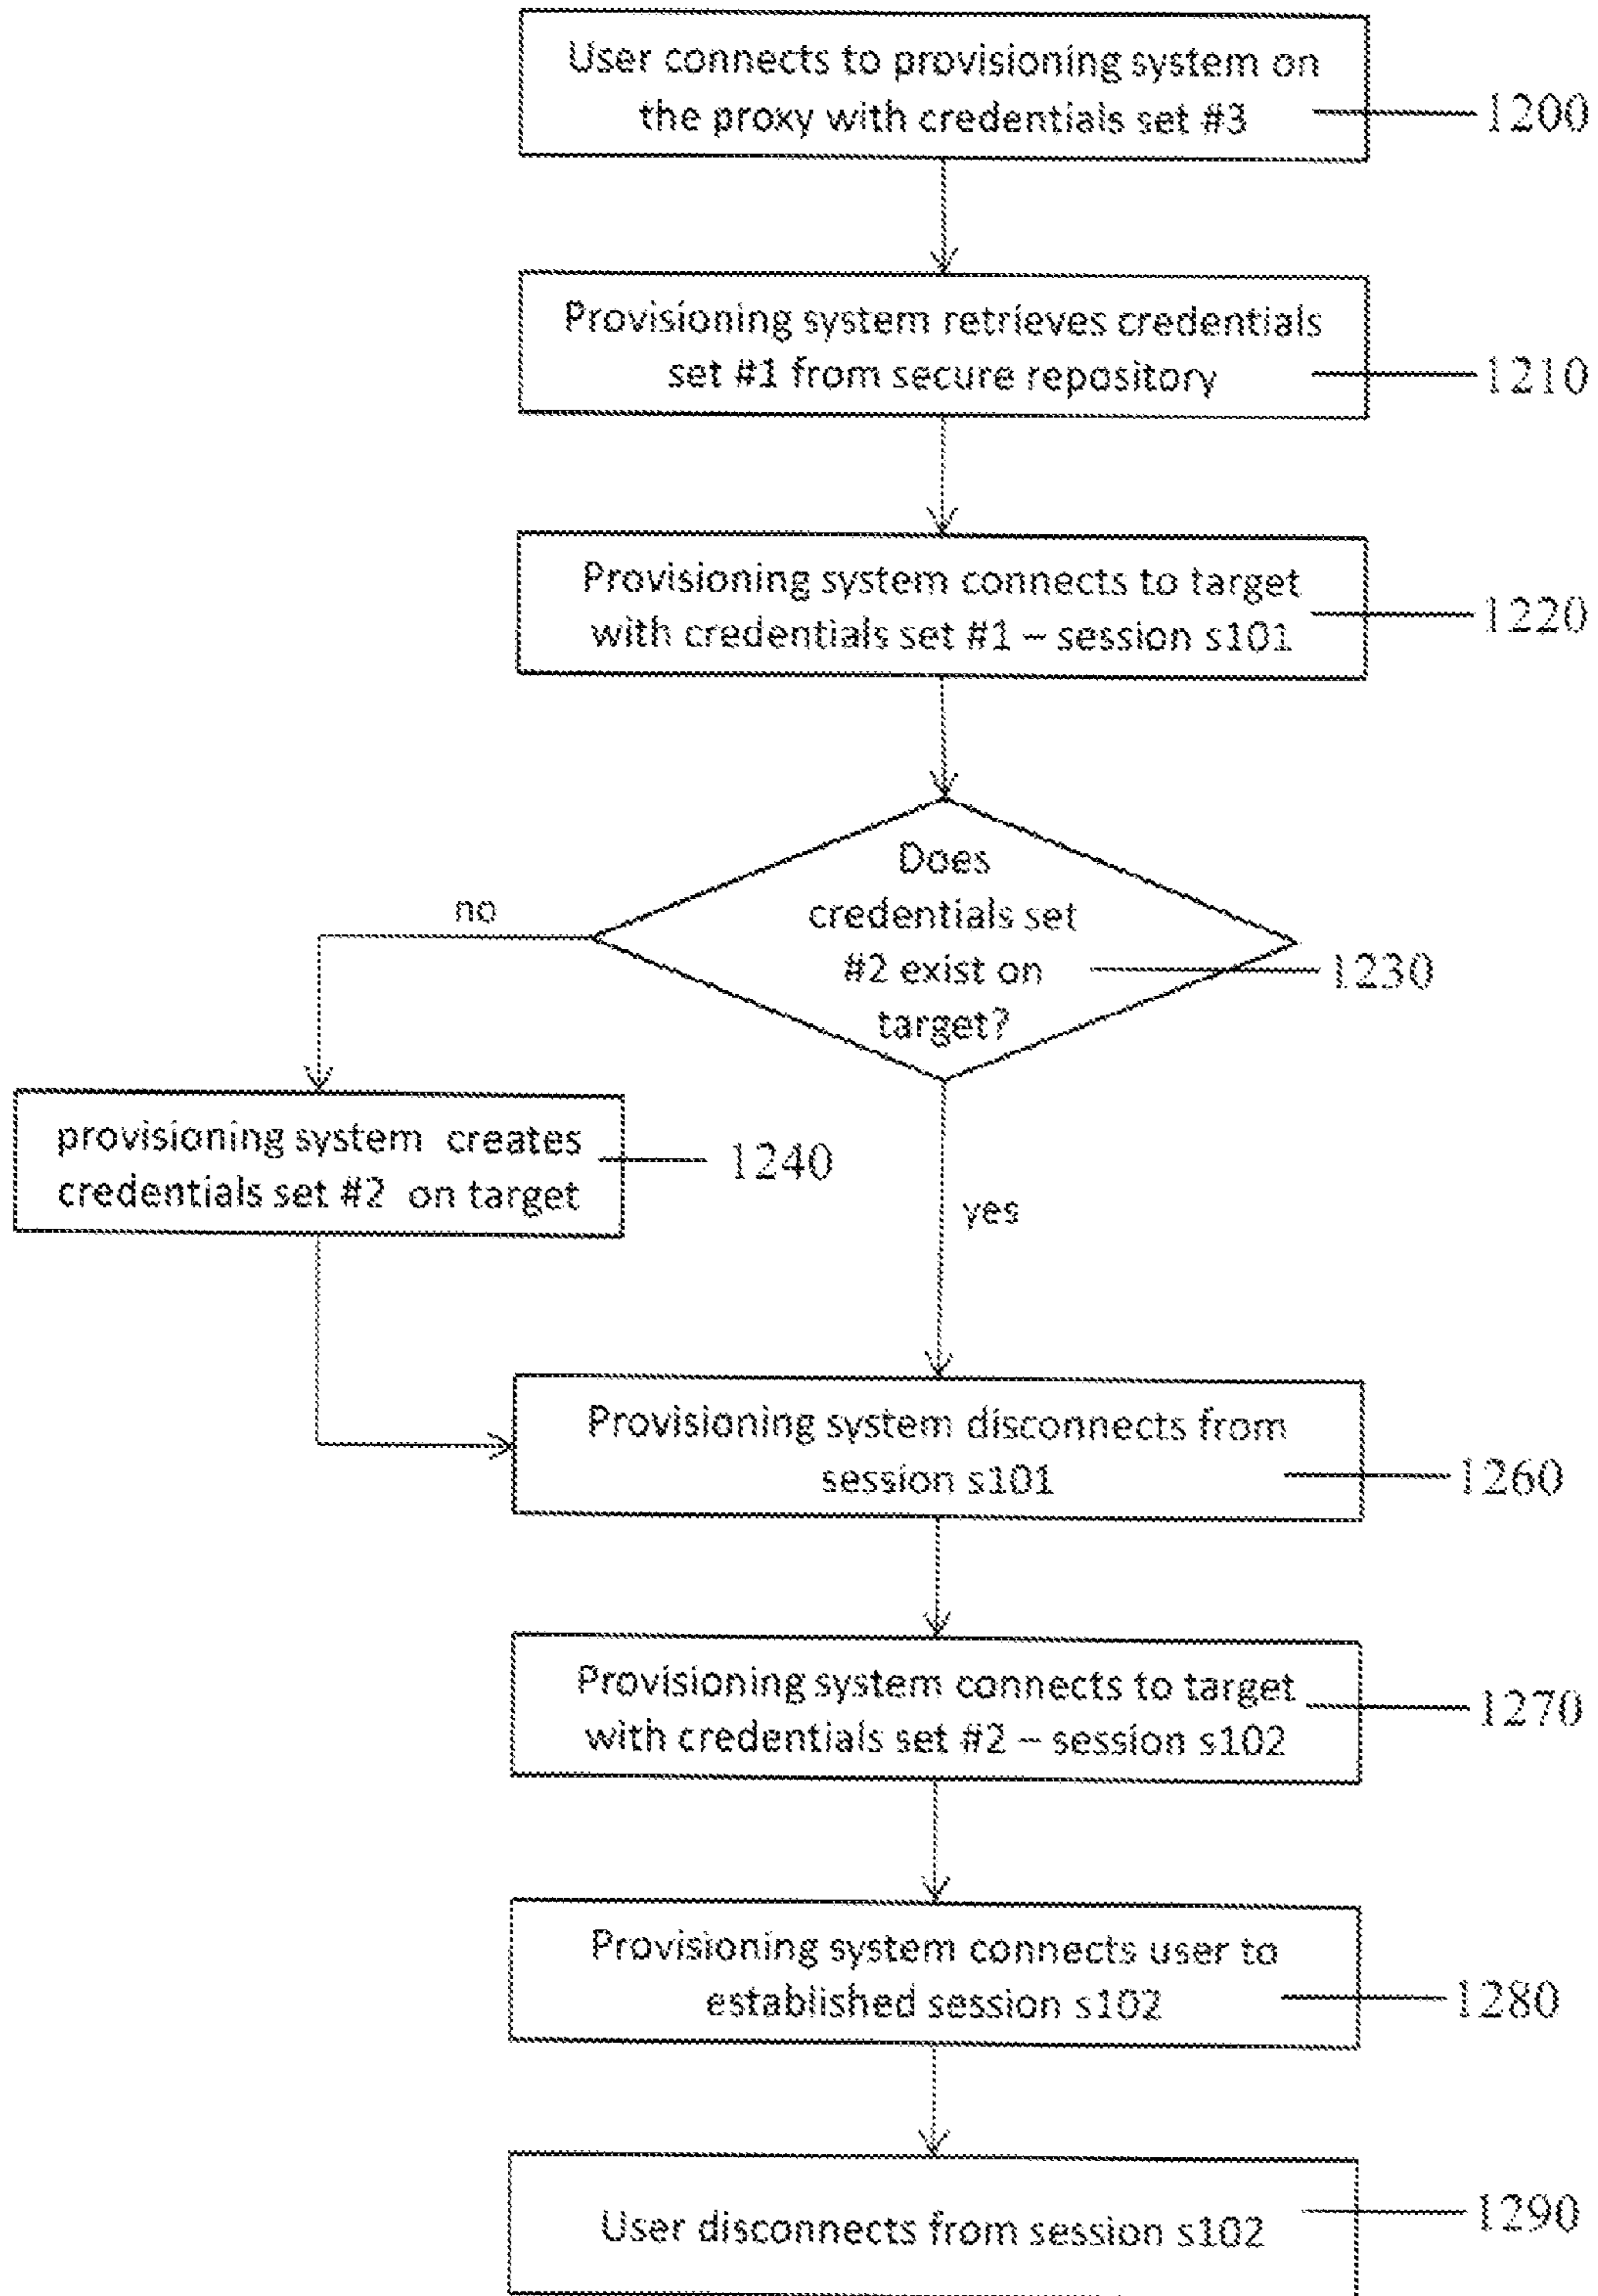 User connects to provisioning system on
the proxy with credentials set #3
1200
Provisioning system retrieves credentials
set #1 from secure repository
1210
Provisioning system connects to target
with credentials set #1 – session s101
1220
Does
credentials set
#2 exist on
target?
1230
no
provisioning system creates
credentials set #2 on target
1240
yes
Provisioning system disconnects from
session s101
1260
Provisioning system connects to target
with credentials set #2 – session s102
1270
Provisioning system connects user to
established session s102
1280
User disconnects from session s102
1290